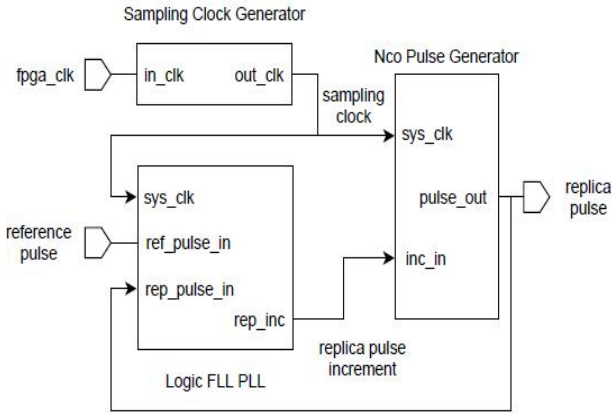 Sampling Clock Generator
fpga_clk
in_clk
out_clk
Nco Pulse Generator
sampling
clock
sys_clk
pulse_out
inc_in
replica
pulse
sys_clk
reference
pulse
ref_pulse_in
rep_pulse_in
rep_inc
replica pulse
increment
Logic FLL PLL